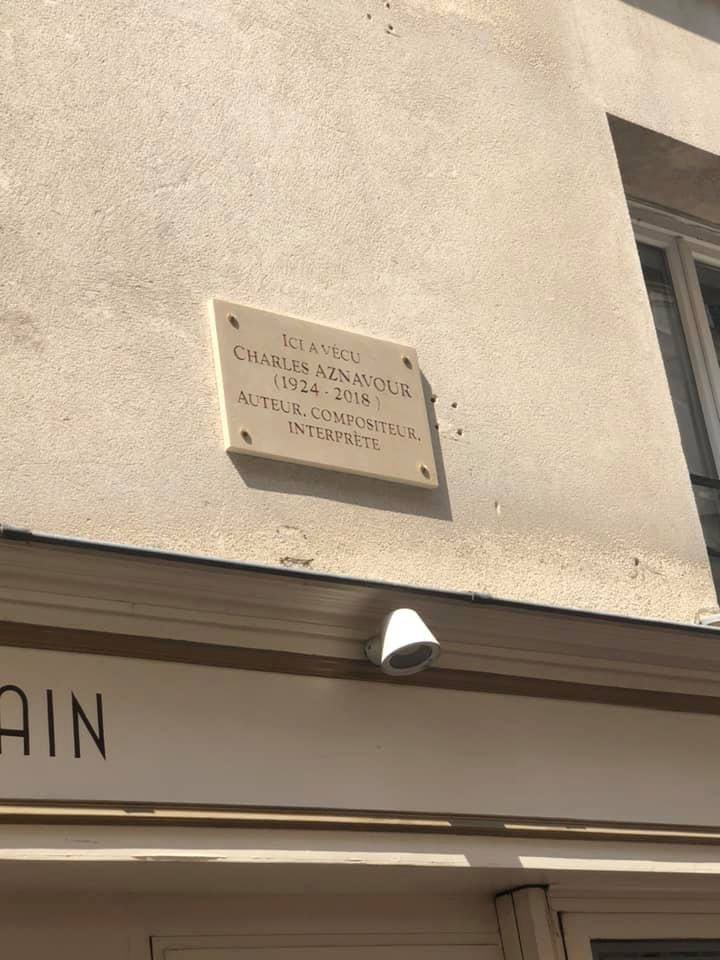 ICI A VÉCU
CHARLES AZNAVOUR
(1924 - 2018)
AUTEUR, COMPOSITEUR,
INTERPRÈTE
AIN